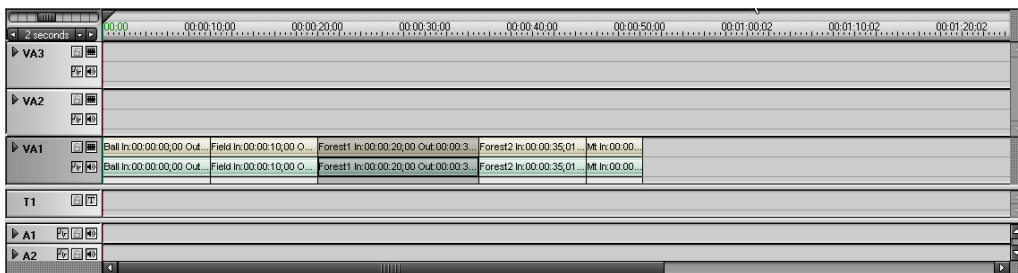 00:00 00:00:10;00 00:00:20;00 00:00:30;00 00:00:40;00 00:00:50;00 00:01:00;02 00:01:10;02 00:01:20;02
2 seconds
VA3
VA2
VA1 Ball In:00:00:00;00 Out... Field In:00:00:10;00 O... Forest1 In:00:00:20;00 Out:00:00:3... Forest2 In:00:00:35;01 ... Mt In:00:00...
Ball In:00:00:00;00 Out... Field In:00:00:10;00 O... Forest1 In:00:00:20;00 Out:00:00:3... Forest2 In:00:00:35;01 ... Mt In:00:00...
T1 T
A1
A2